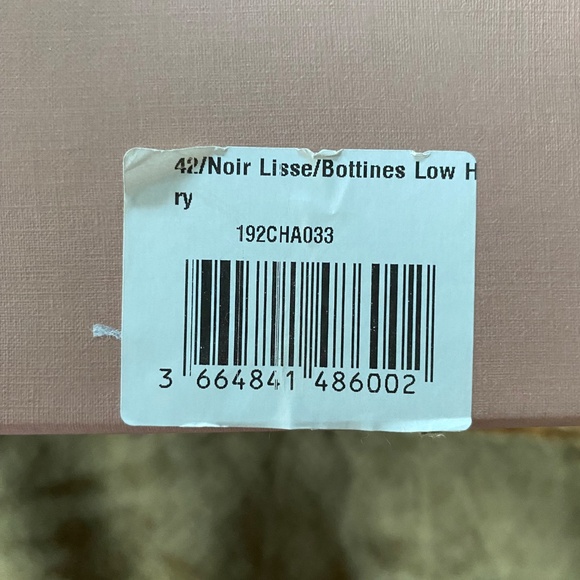 42/Noir Lisse/Bottines Low H
ry
192CHA033
3 664841 486002